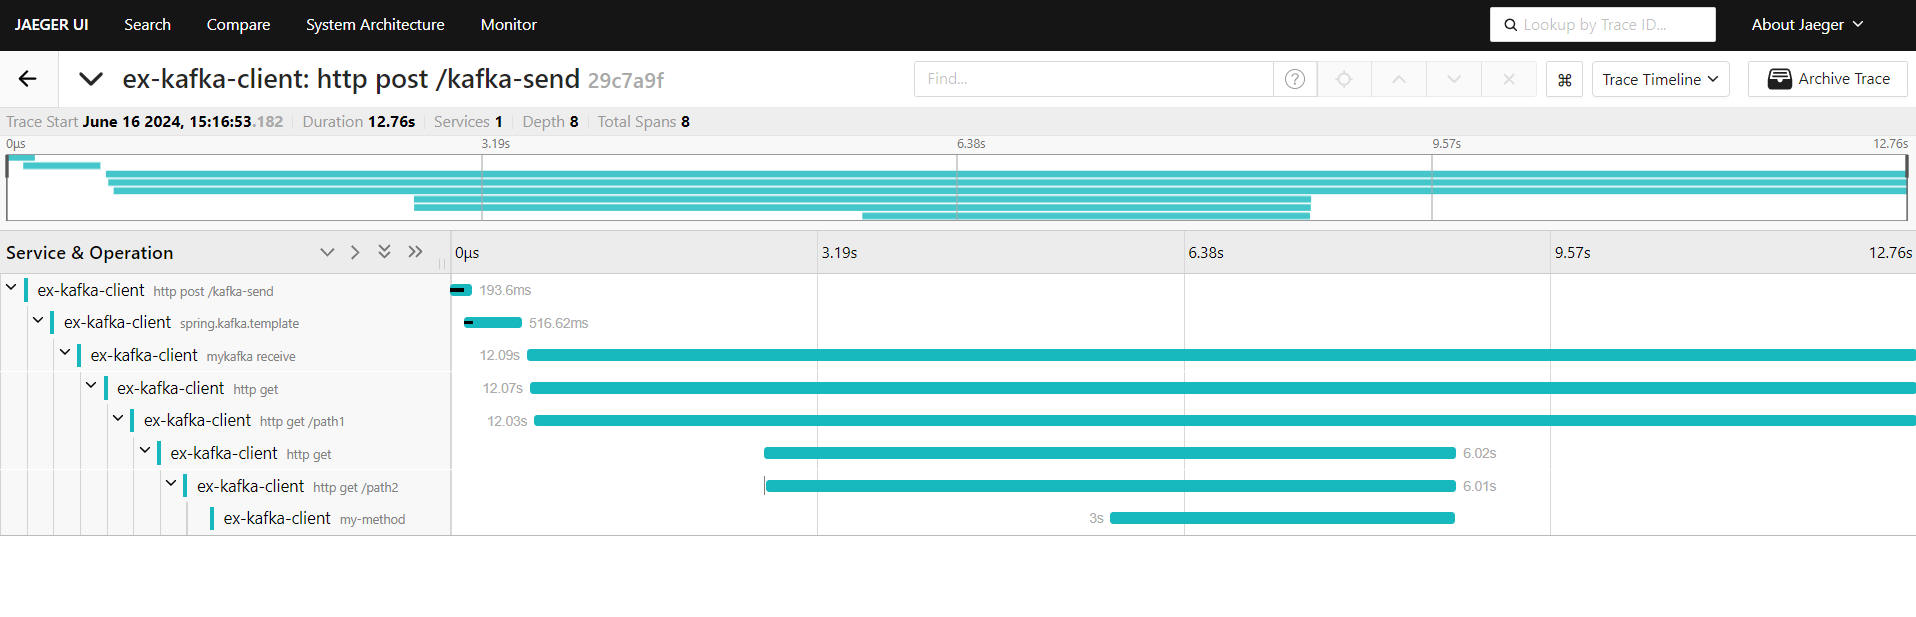 JAEGER UI Search Compare System Architecture Monitor Lookup by Trace ID... About Jaeger
ex-kafka-client: http post /kafka-send 29c7a9f Find... ? ⌘ Trace Timeline Archive Trace
Trace Start June 16 2024, 15:16:53.182 Duration 12.76s Services 1 Depth 8 Total Spans 8
0μs 3.19s 6.38s 9.57s 12.76s
Service & Operation 0μs 3.19s 6.38s 9.57s 12.76s
ex-kafka-client http post /kafka-send 193.6ms
ex-kafka-client spring.kafka.template 516.62ms
ex-kafka-client mykafka receive 12.09s
ex-kafka-client http get 12.07s
ex-kafka-client http get /path1 12.03s
ex-kafka-client http get 6.02s
ex-kafka-client http get /path2 6.01s
ex-kafka-client my-method 3s